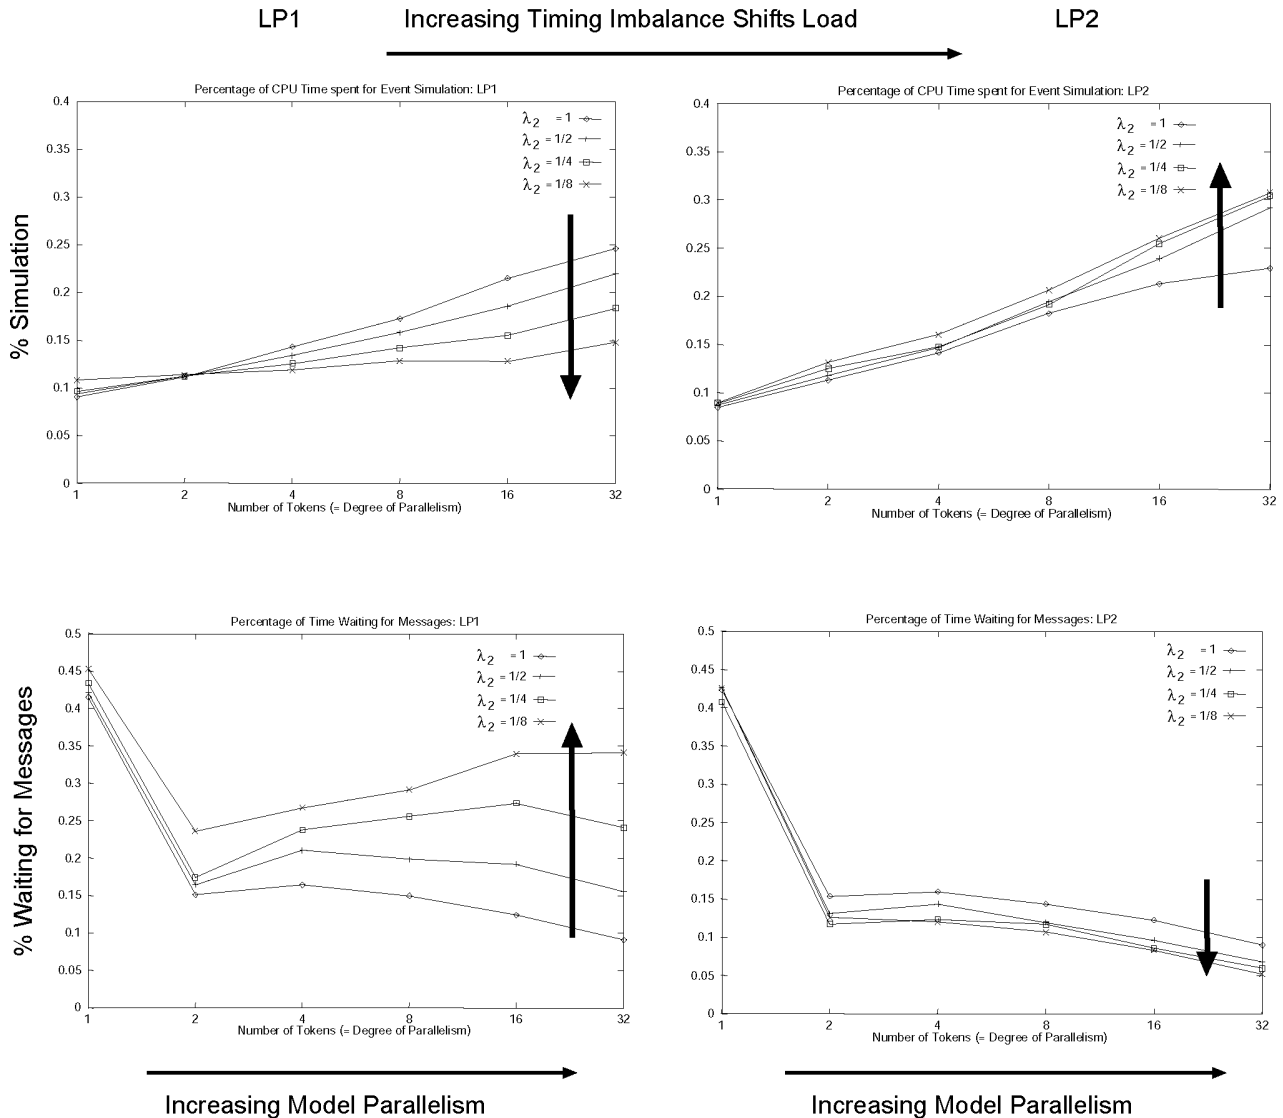 LP1 Increasing Timing Imbalance Shifts Load LP2
Percentage of CPU Time spent for Event Simulation: LP1
% Simulation
0.4
0.35
0.3
0.25
0.2
0.15
0.1
0.05
0
λ2 = 1
λ2 = 1/2
λ2 = 1/4
λ2 = 1/8
1 2 4 8 16 32
Number of Tokens (= Degree of Parallelism)
Percentage of CPU Time spent for Event Simulation: LP2
0.4
0.35
0.3
0.25
0.2
0.15
0.1
0.05
0
λ2 = 1
λ2 = 1/2
λ2 = 1/4
λ2 = 1/8
1 2 4 8 16 32
Number of Tokens (= Degree of Parallelism)
Percentage of Time Waiting for Messages: LP1
% Waiting for Messages
0.5
0.45
0.4
0.35
0.3
0.25
0.2
0.15
0.1
0.05
0
λ2 = 1
λ2 = 1/2
λ2 = 1/4
λ2 = 1/8
1 2 4 8 16 32
Number of Tokens (= Degree of Parallelism)
Increasing Model Parallelism
Percentage of Time Waiting for Messages: LP2
0.5
0.45
0.4
0.35
0.3
0.25
0.2
0.15
0.1
0.05
0
λ2 = 1
λ2 = 1/2
λ2 = 1/4
λ2 = 1/8
1 2 4 8 16 32
Number of Tokens (= Degree of Parallelism)
Increasing Model Parallelism